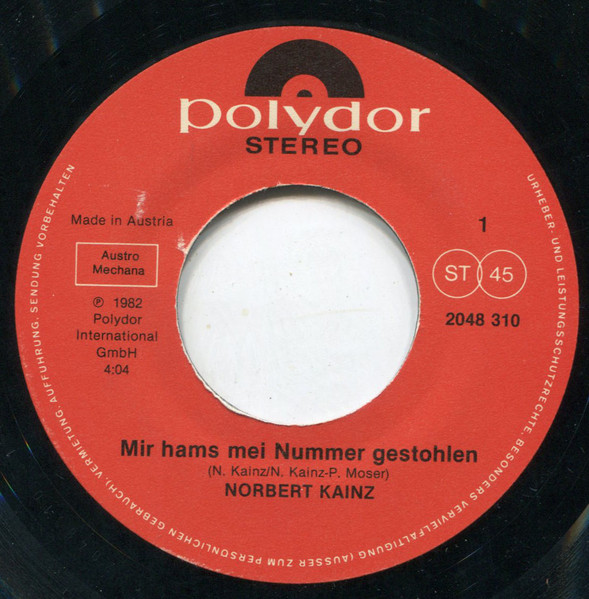 polydor
STEREO
Made in Austria
1
Austro
Mechana
ST 45
℗ 1982
Polydor
International
GmbH
4:04
2048 310
Mir hams mei Nummer gestohlen
(N. Kainz/N. Kainz-P. Moser)
NORBERT KAINZ
URHEBER- UND LEISTUNGSSCHUTZRECHTE, BESONDERS VERVIELFÄLTIGUNG (AUSSER ZUM PERSÖNLICHEN GEBRAUCH), VERMIETUNG, AUFFÜHRUNG, SENDUNG VORBEHALTEN